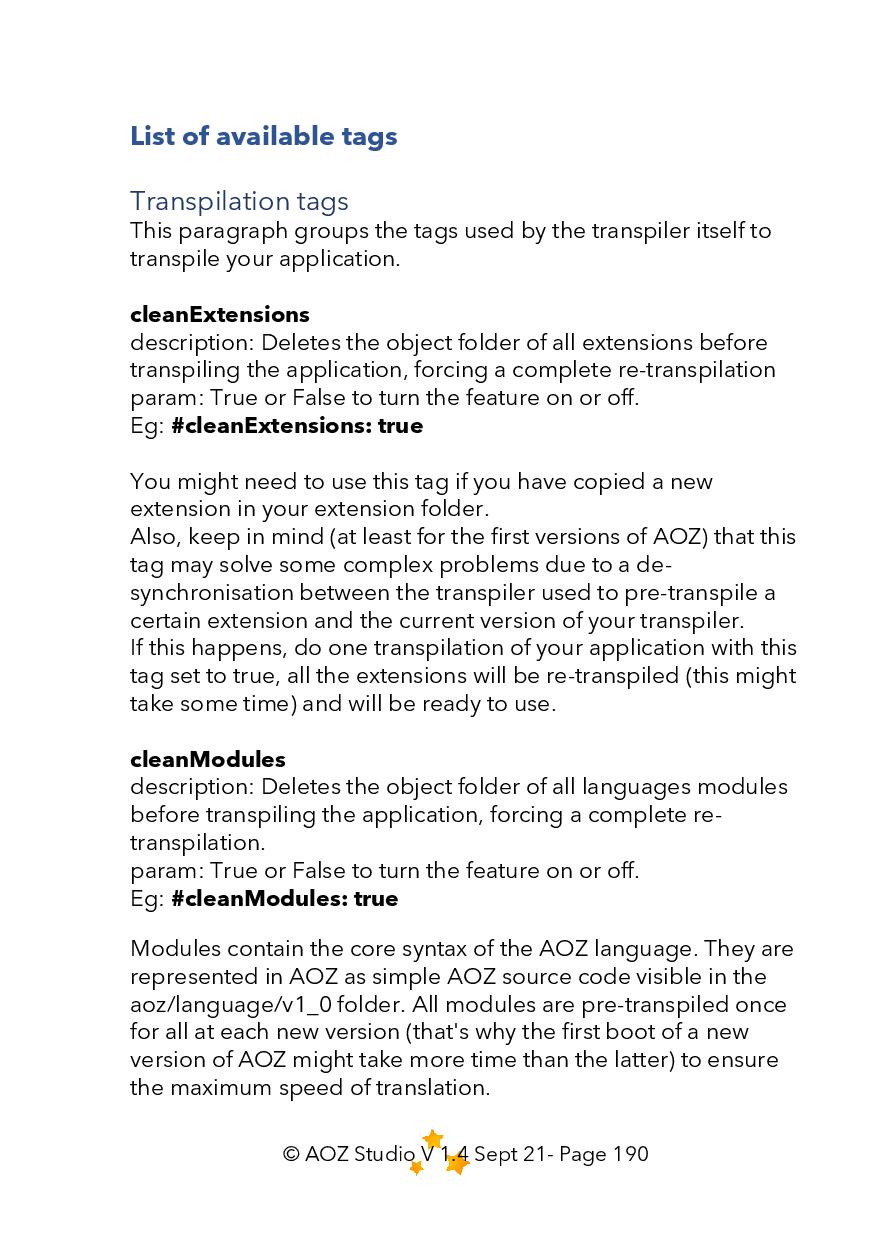 List of available tags
Transpilation tags
This paragraph groups the tags used by the transpiler itself to
transpile your application.
cleanExtensions
description: Deletes the object folder of all extensions before
transpiling the application, forcing a complete re-transpilation
param: True or False to turn the feature on or off.
Eg: #cleanExtensions: true
You might need to use this tag if you have copied a new
extension in your extension folder.
Also, keep in mind (at least for the first versions of AOZ) that this
tag may solve some complex problems due to a de-
synchronisation between the transpiler used to pre-transpile a
certain extension and the current version of your transpiler.
If this happens, do one transpilation of your application with this
tag set to true, all the extensions will be re-transpiled (this might
take some time) and will be ready to use.
cleanModules
description: Deletes the object folder of all languages modules
before transpiling the application, forcing a complete re-
transpilation.
param: True or False to turn the feature on or off.
Eg: #cleanModules: true
Modules contain the core syntax of the AOZ language. They are
represented in AOZ as simple AOZ source code visible in the
aoz/language/v1_0 folder. All modules are pre-transpiled once
for all at each new version (that's why the first boot of a new
version of AOZ might take more time than the latter) to ensure
the maximum speed of translation.
© AOZ Studio V 1.4 Sept 21- Page 190